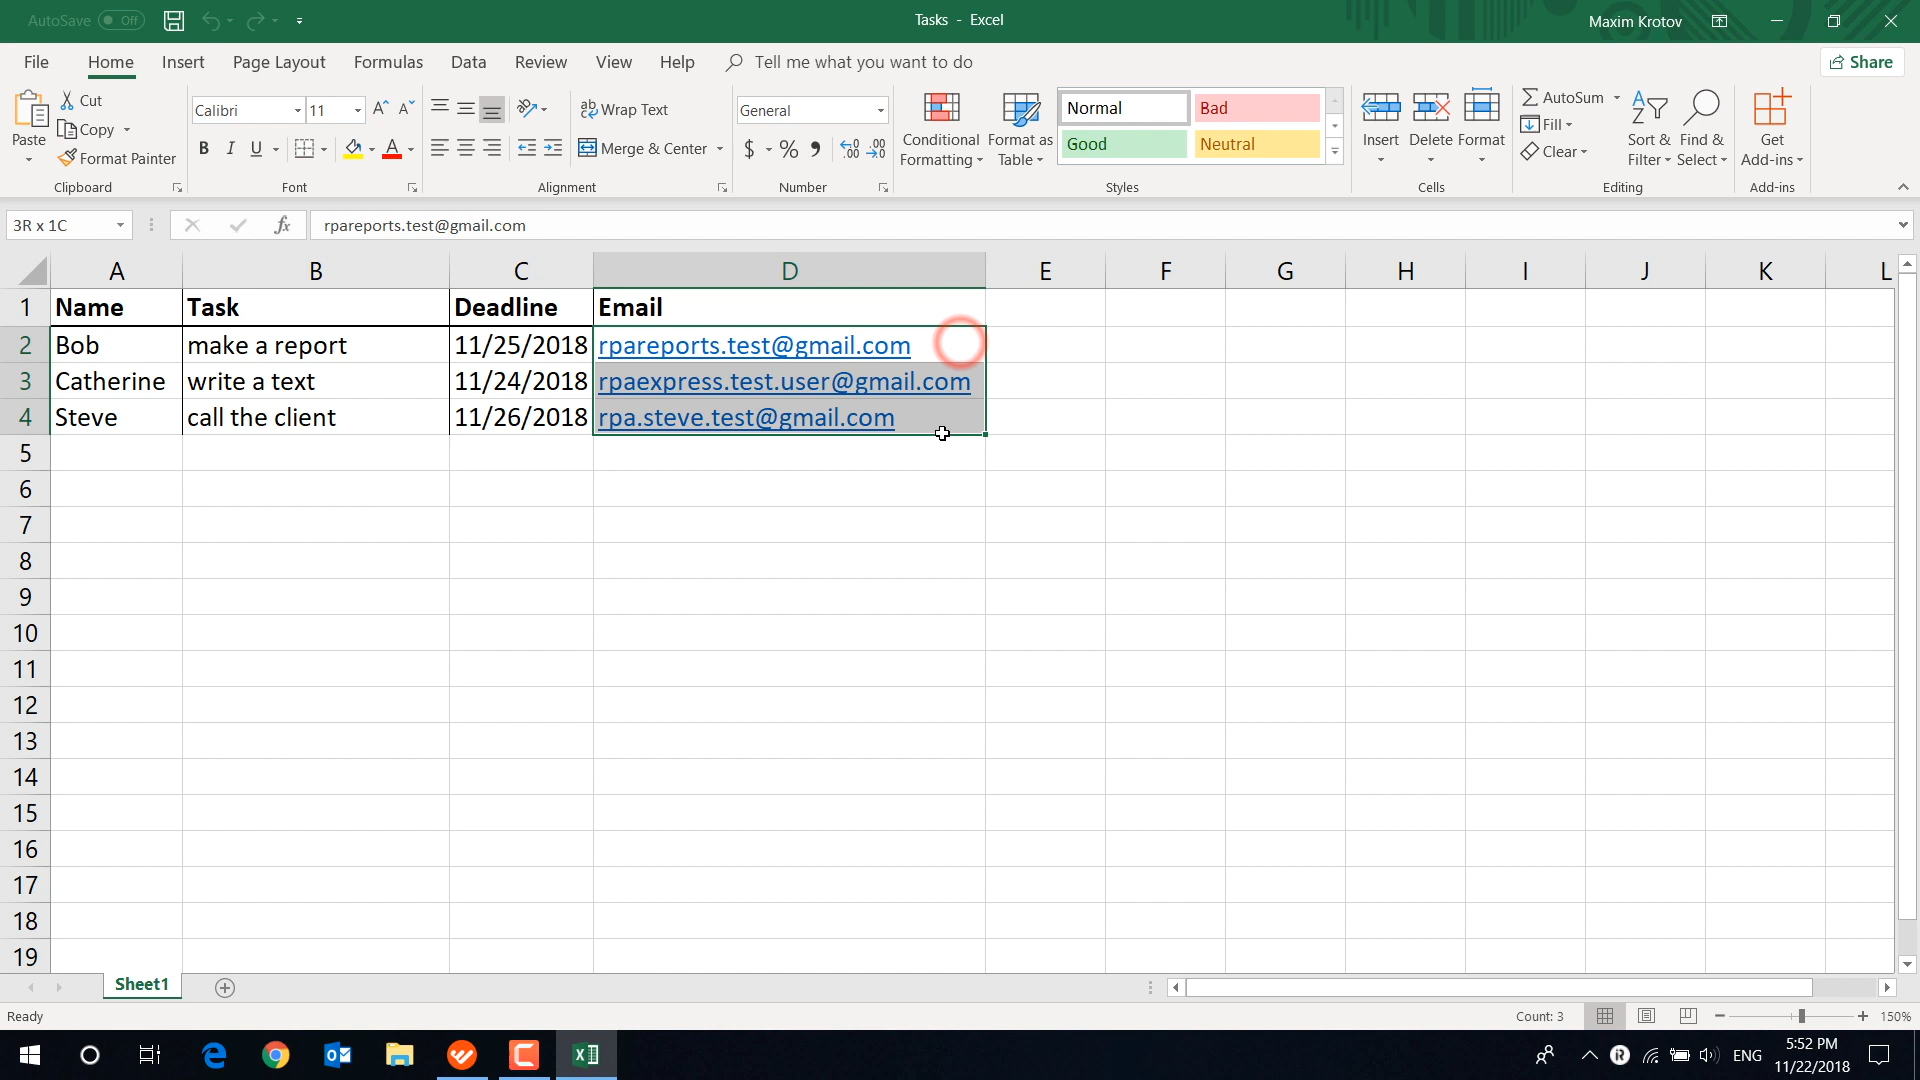 AutoSave Off
Tasks - Excel
Maxim Krotov
File Home Insert Page Layout Formulas Data Review View Help Tell me what you want to do
Share
Paste
Cut
Copy
Format Painter
Clipboard
Calibri 11
B I U
Font
Wrap Text
Merge & Center
Alignment
General
$ %
Number
Conditional Formatting
Format as Table
Normal Bad
Good Neutral
Styles
Insert Delete Format
Cells
AutoSum
Fill
Clear
Sort & Filter
Find & Select
Editing
Get Add-ins
Add-ins
3R x 1C
fx
rpareports.test@gmail.com
A B C D E F G H I J K L
1 Name Task Deadline Email
2 Bob make a report 11/25/2018 rpareports.test@gmail.com
3 Catherine write a text 11/24/2018 rpaexpress.test.user@gmail.com
4 Steve call the client 11/26/2018 rpa.steve.test@gmail.com
5
6
7
8
9
10
11
12
13
14
15
16
17
18
19
Sheet1
Ready
Count: 3
150%
ENG
5:52 PM
11/22/2018